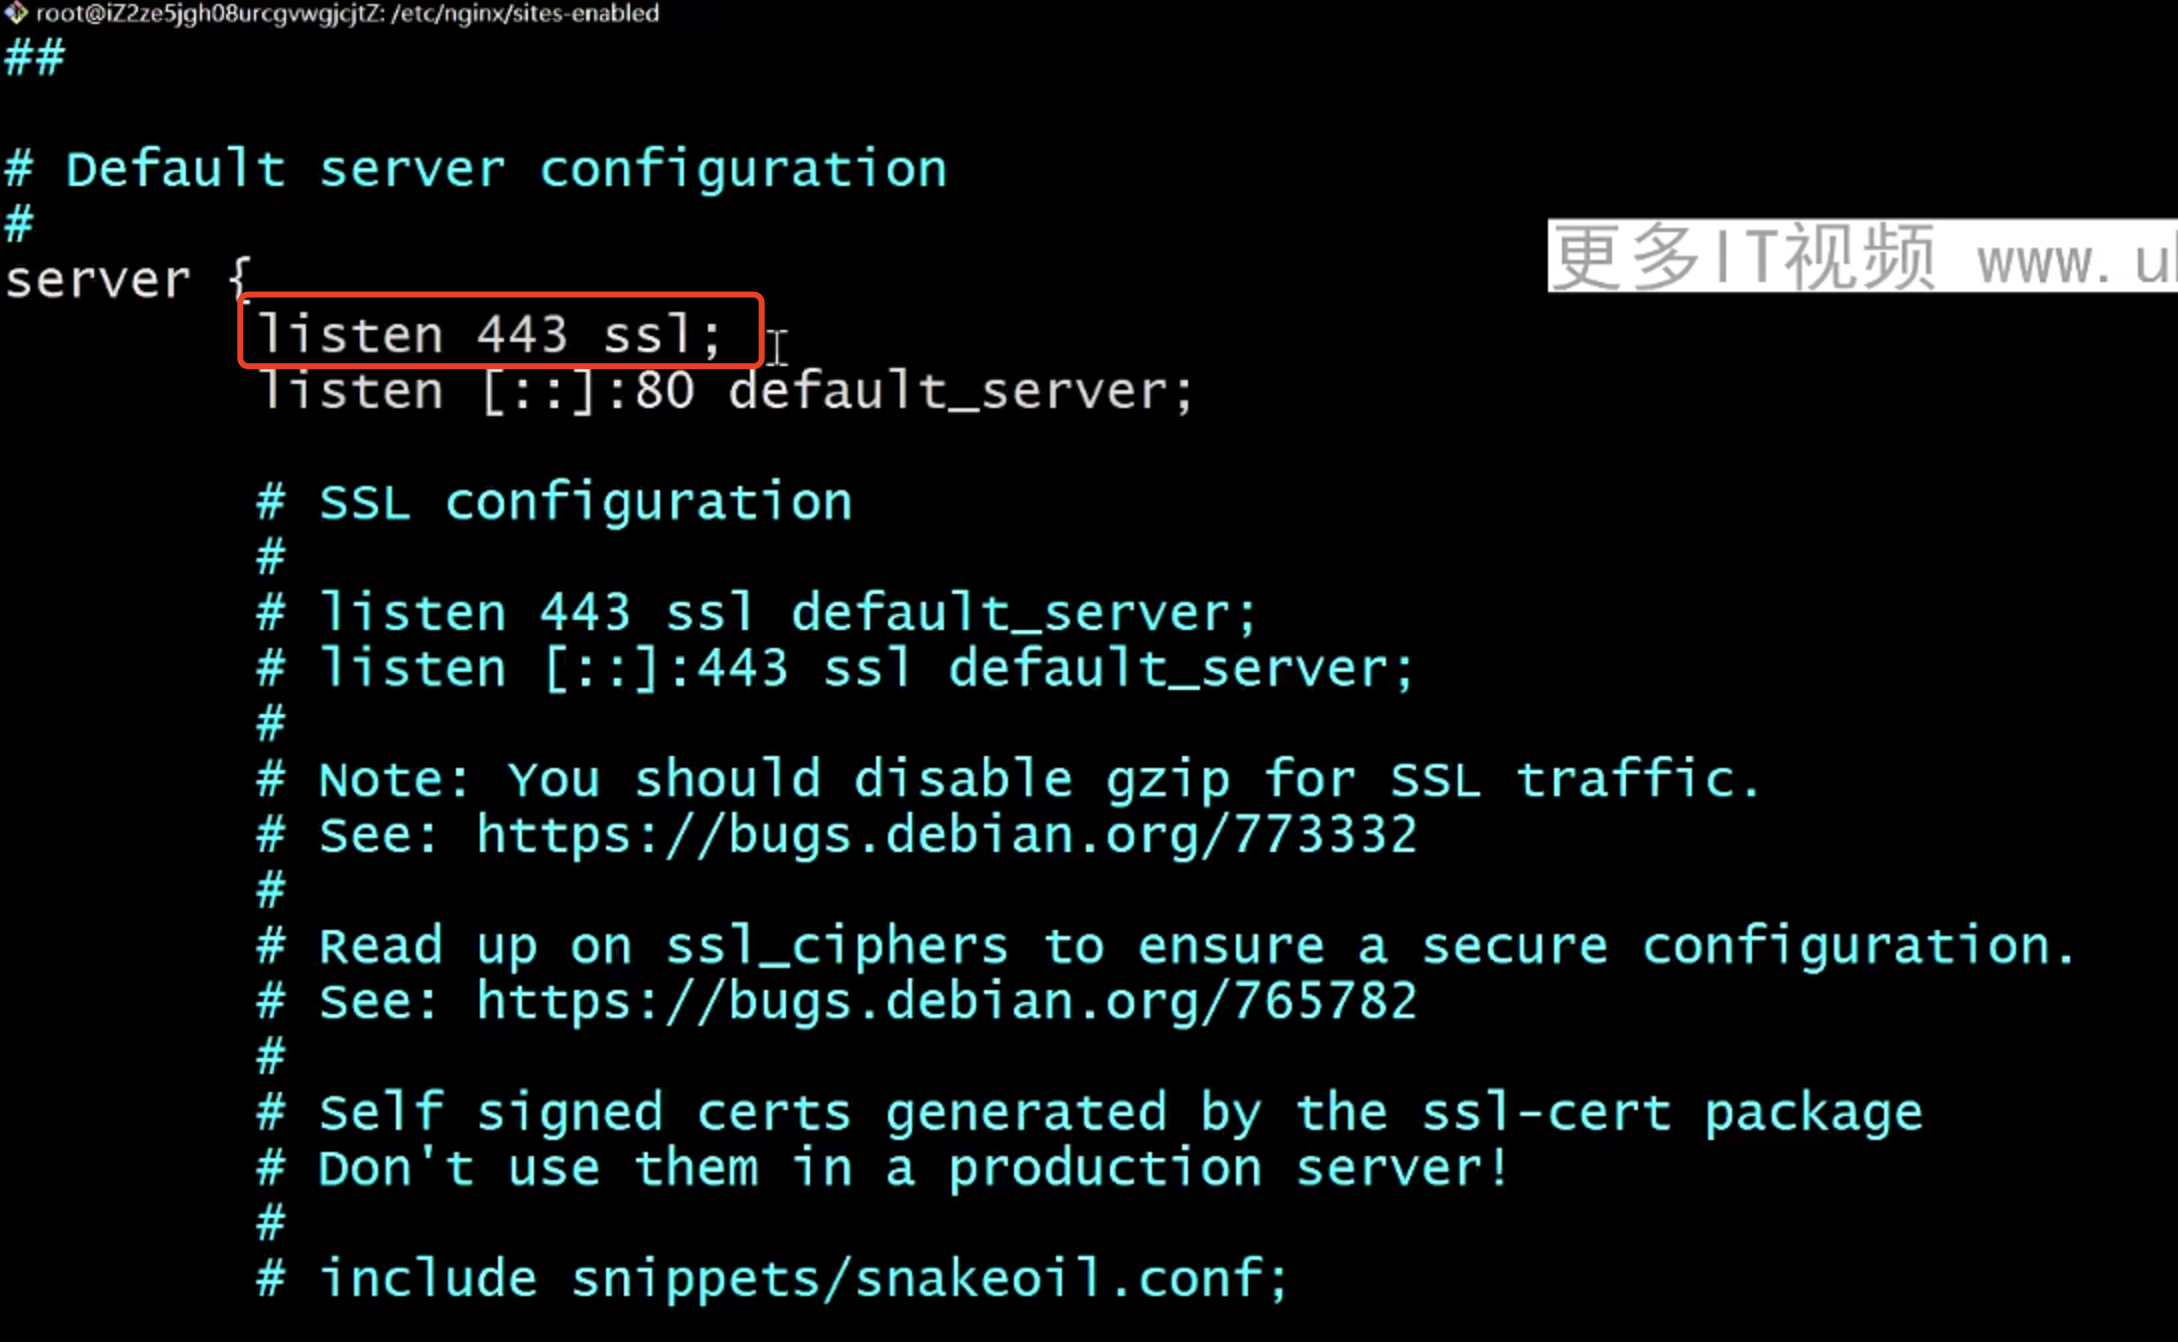 root@iZ2ze5jgh08urcgvwgjcjtZ: /etc/nginx/sites-enabled
##
# Default server configuration
#
server {
更多IT视频 www.
listen 443 ssl;
listen [::]:80 default_server;
# SSL configuration
#
# listen 443 ssl default_server;
# listen [::]:443 ssl default_server;
#
# Note: You should disable gzip for SSL traffic.
# See: https://bugs.debian.org/773332
#
# Read up on ssl_ciphers to ensure a secure configuration.
# See: https://bugs.debian.org/765782
#
# Self signed certs generated by the ssl-cert package
# Don't use them in a production server!
#
# include snippets/snakeoil.conf;